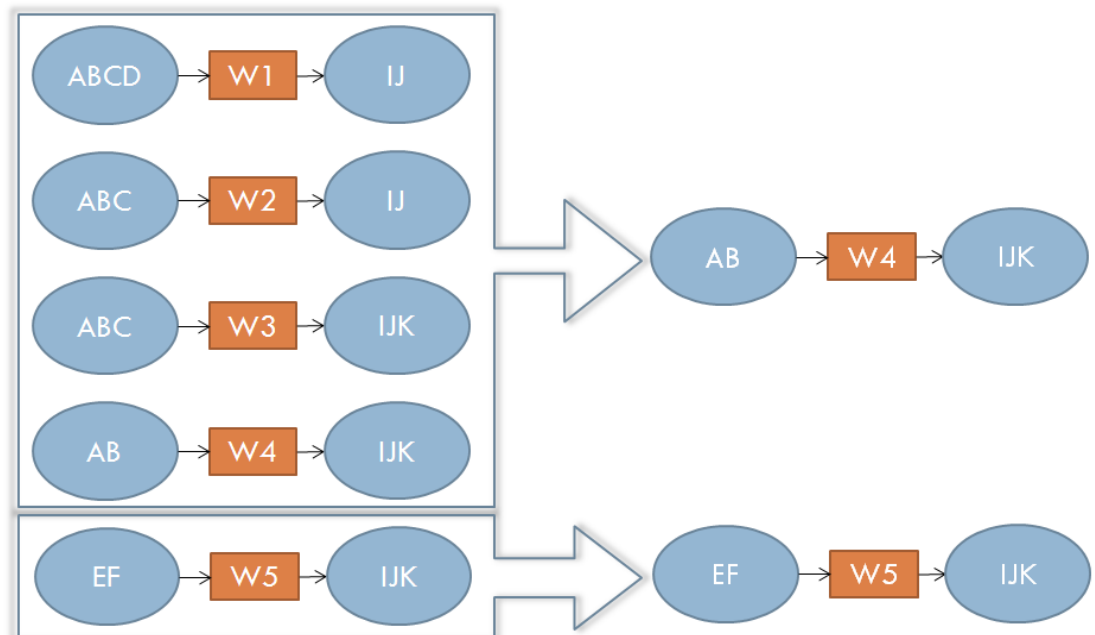 ABCD W1 IJ
ABC W2 IJ
AB W4 IJK
ABC W3 IJK
AB W4 IJK
EF W5 IJK
EF W5 IJK